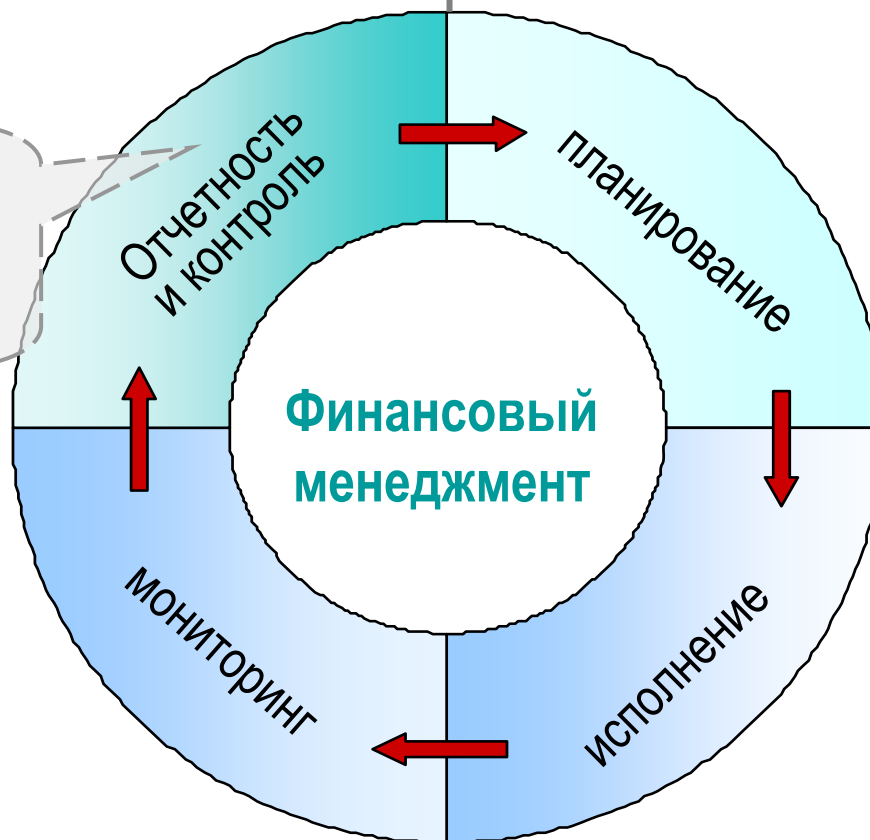 Отчетность
и контроль
планирование
Финансовый
менеджмент
мониторинг
исполнение